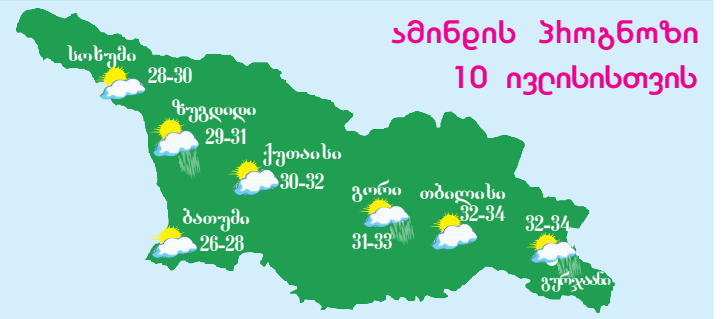 ამინდის პროგნოზი
10 ივლისისთვის
სოხუმი
28-30
ზუგდიდი
29-31
ქუთაისი
30-32
გორი
31-33
თბილისი
32-34
ბათუმი
26-28
32-34
გურჯაანი